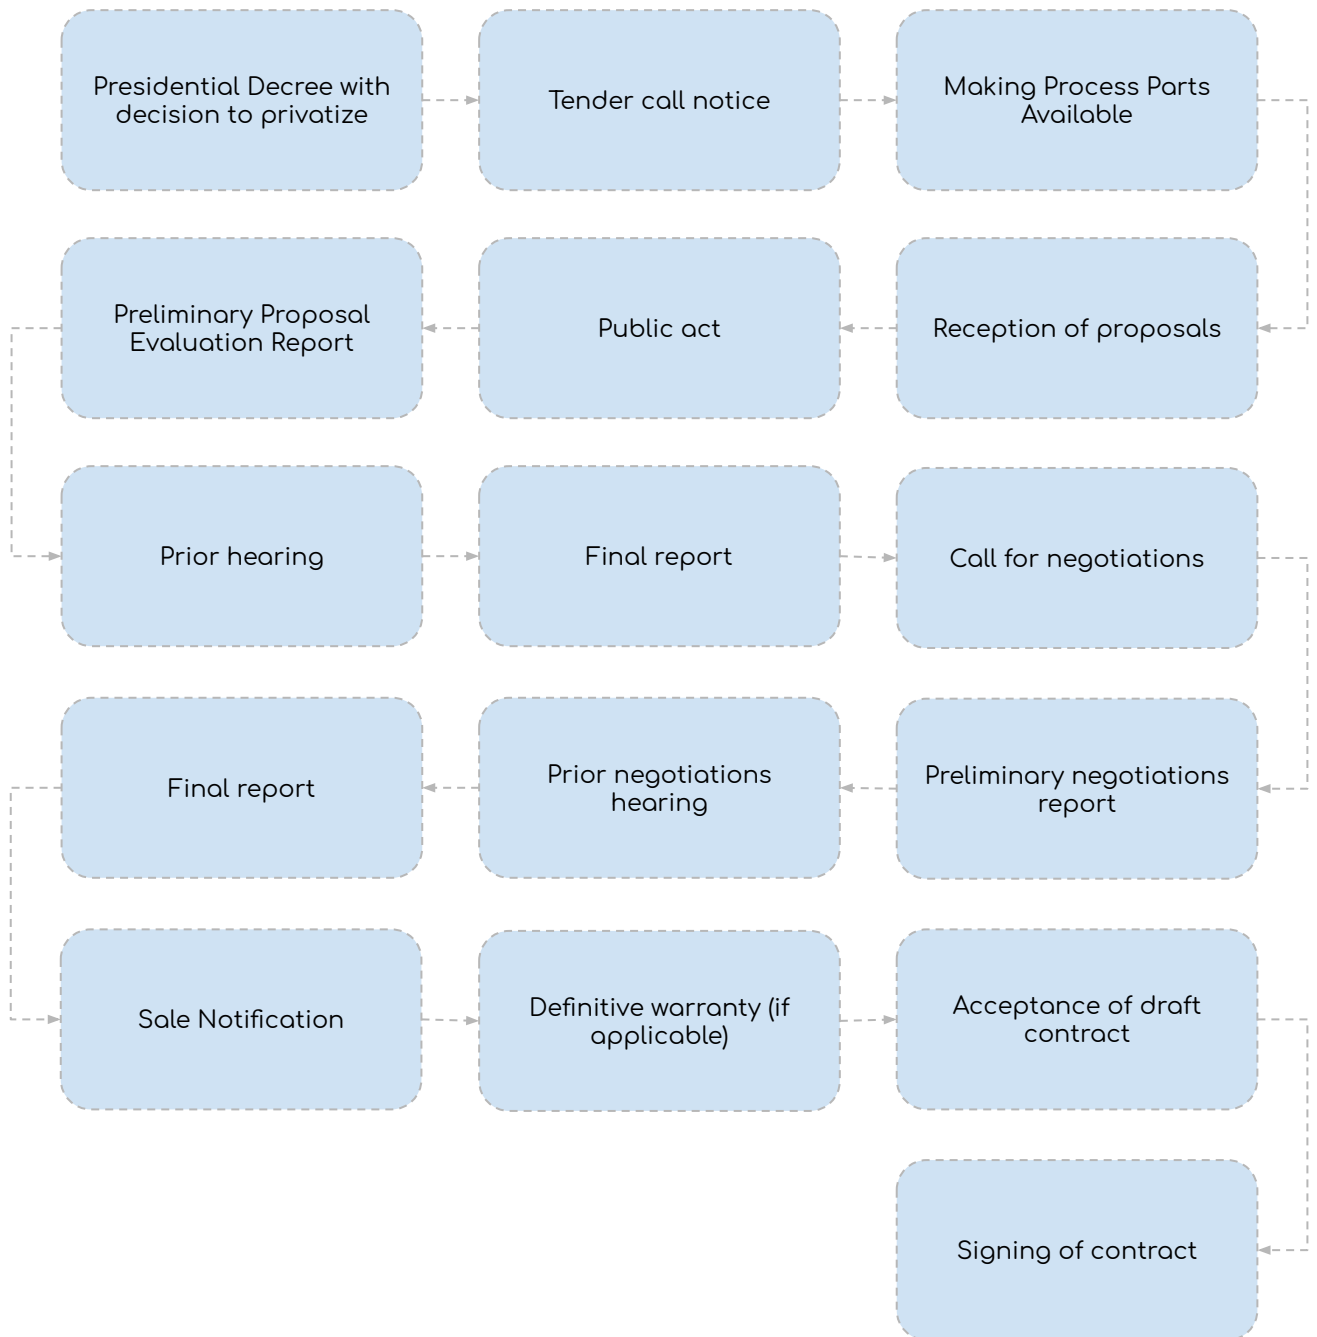 Presidential Decree with
decision to privatize
Tender call notice
Making Process Parts
Available
Reception of proposals
Public act
Preliminary Proposal
Evaluation Report
Prior hearing
Final report
Call for negotiations
Preliminary negotiations
report
Prior negotiations
hearing
Final report
Sale Notification
Definitive warranty (if
applicable)
Acceptance of draft
contract
Signing of contract